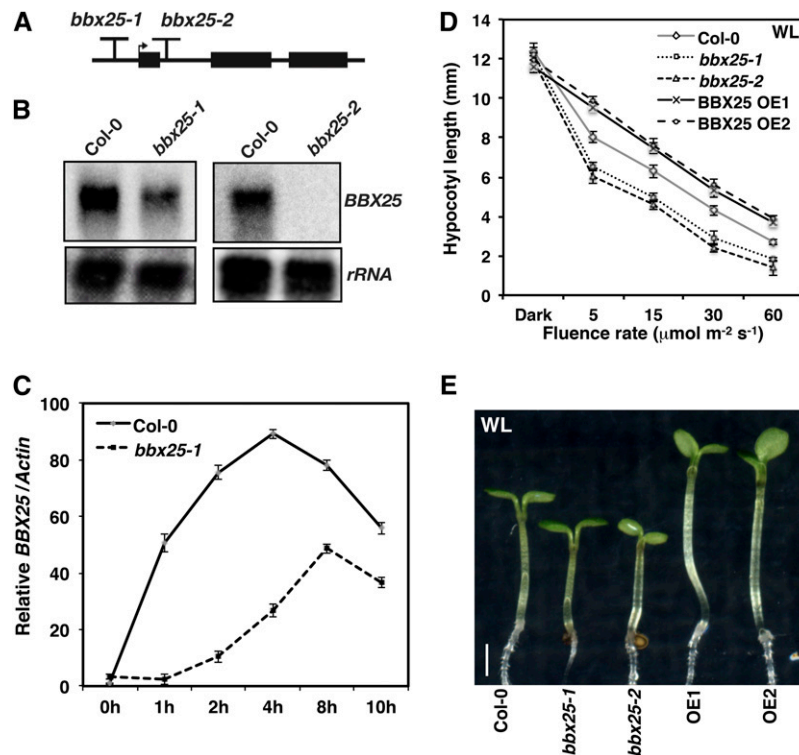 A
bbx25-1
bbx25-2
B
Col-0
bbx25-1
Col-0
bbx25-2
BBX25
rRNA
C
100
80
60
40
20
0
Relative BBX25/Actin
Col-0
bbx25-1
0h 1h 2h 4h 8h 10h
D
WL
14
12
10
8
6
4
2
0
Hypocotyl length (mm)
Col-0
bbx25-1
bbx25-2
BBX25 OE1
BBX25 OE2
Dark 5 15 30 60
Fluence rate (μmol m⁻² s⁻¹)
E
WL
Col-0
bbx25-1
bbx25-2
OE1
OE2